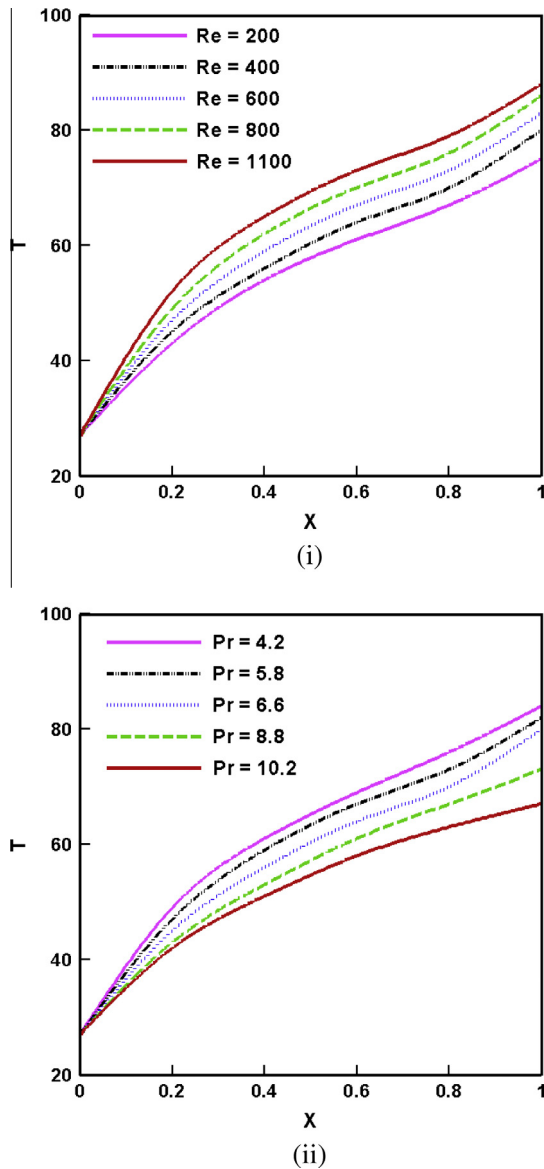 100
80
60
40
20
T
Re = 200
Re = 400
Re = 600
Re = 800
Re = 1100
0 0.2 0.4 0.6 0.8 1
X
(i)
100
80
60
40
20
T
Pr = 4.2
Pr = 5.8
Pr = 6.6
Pr = 8.8
Pr = 10.2
0 0.2 0.4 0.6 0.8 1
X
(ii)